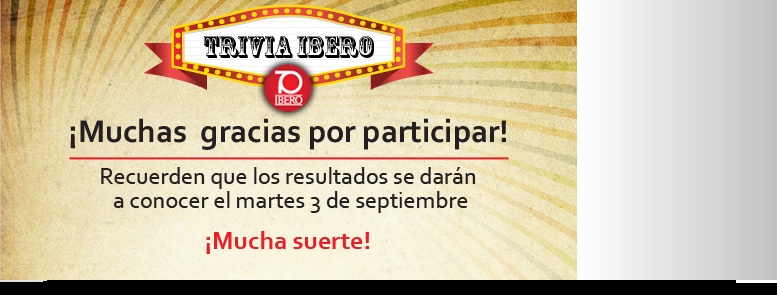 TRIVIA IBERO
70
IBERO
¡Muchas gracias por participar!
Recuerden que los resultados se darán
a conocer el martes 3 de septiembre
¡Mucha suerte!